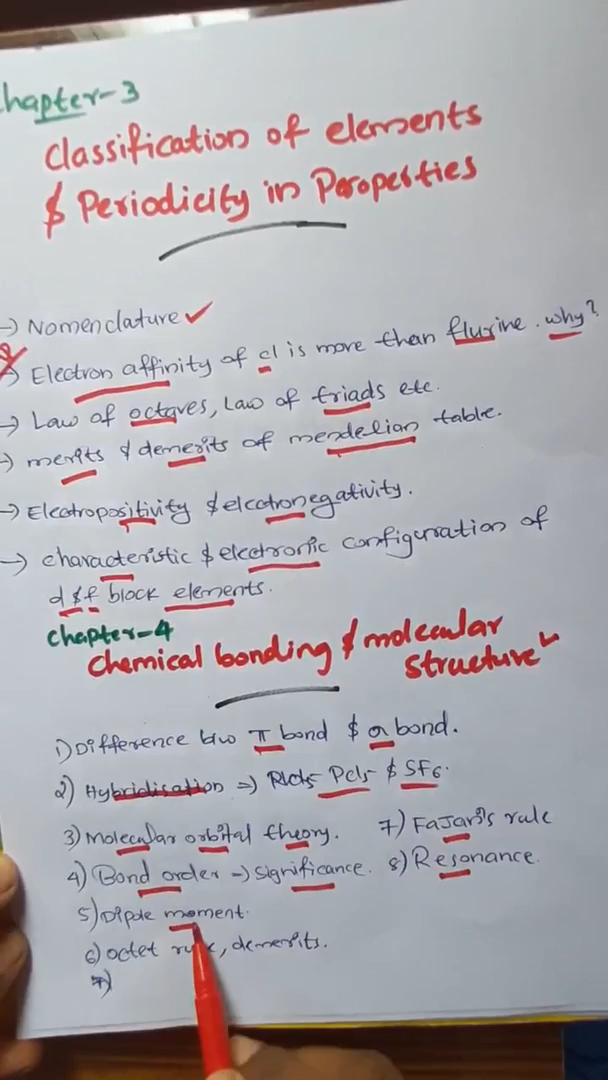 Chapter-3
Classification of elements
& Periodicity in Properties
→ Nomenclature ✓
→ Electron affinity of cl is more than flurine. why?
→ Law of octaves, Law of triads etc.
→ merits & demerits of mendelian table.
→ Electropositivity & elctronegativity.
→ characteristic & electronic configuration of
d & f block elements.
Chapter-4
Chemical bonding & molecular
structure
1) Difference b/w π bond & σ bond.
2) Hybridisation ⇒ Pcl5 & SF6.
3) Molecular orbital theory. 7) Fajan's rule
4) Bond order → Significance. 8) Resonance.
5) Dipole moment.
6) octet rule, demerits.